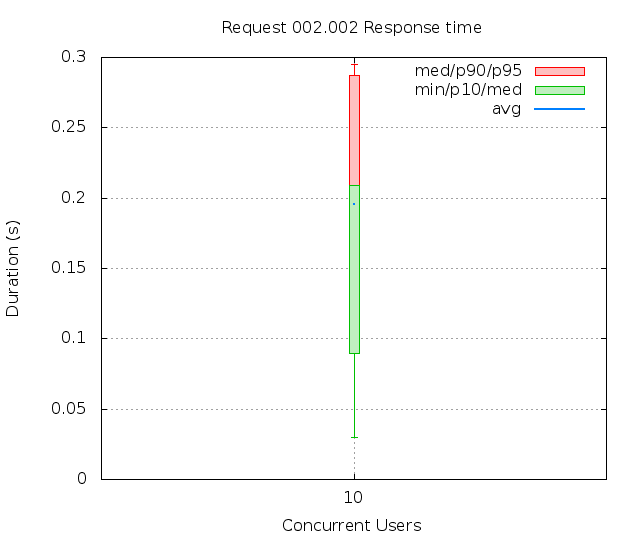 Request 002.002 Response time
0.3
0.25
0.2
0.15
0.1
0.05
0
med/p90/p95
min/p10/med
avg
Duration (s)
10
Concurrent Users